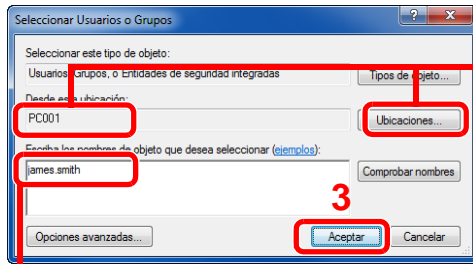 Seleccionar Usuarios o Grupos
Seleccionar este tipo de objeto:
Usuarios, Grupos, o Entidades de seguridad integradas
Tipos de objeto...
Desde esta ubicación:
PC001
Ubicaciones...
Escriba los nombres de objeto que desea seleccionar (ejemplos):
james.smith
Comprobar nombres
3
Opciones avanzadas...
Aceptar
Cancelar